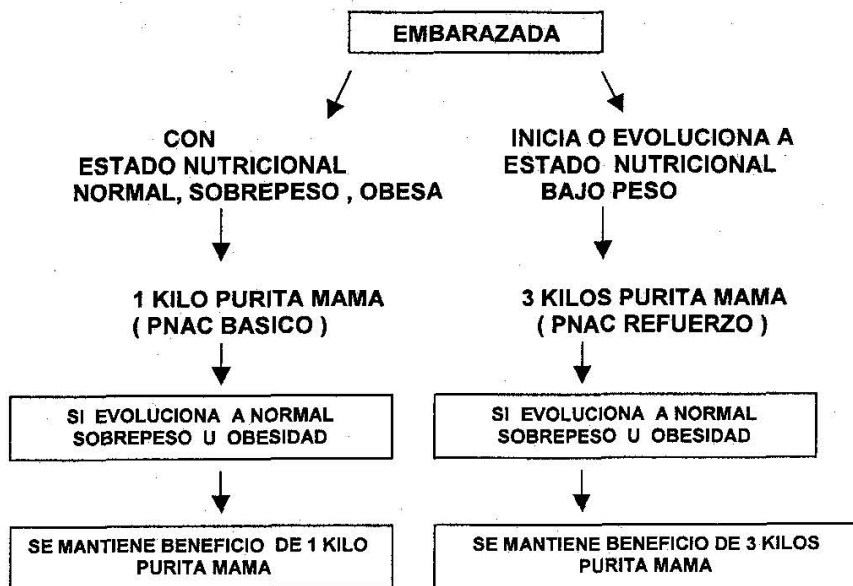 EMBARAZADA
CON
ESTADO NUTRICIONAL
NORMAL, SOBREPESO , OBESA
INICIA O EVOLUCIONA A
ESTADO NUTRICIONAL
BAJO PESO
1 KILO PURITA MAMA
( PNAC BASICO )
3 KILOS PURITA MAMA
( PNAC REFUERZO )
SI EVOLUCIONA A NORMAL
SOBREPESO U OBESIDAD
SI EVOLUCIONA A NORMAL
SOBREPESO U OBESIDAD
SE MANTIENE BENEFICIO DE 1 KILO
PURITA MAMA
SE MANTIENE BENEFICIO DE 3 KILOS
PURITA MAMA